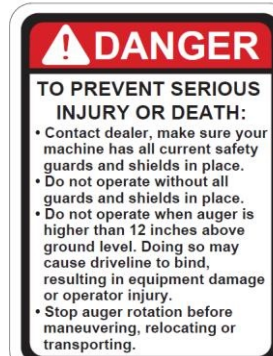 DANGER
TO PREVENT SERIOUS
INJURY OR DEATH:
• Contact dealer, make sure your
machine has all current safety
guards and shields in place.
• Do not operate without all
guards and shields in place.
• Do not operate when auger is
higher than 12 inches above
ground level. Doing so may
cause driveline to bind,
resulting in equipment damage
or operator injury.
• Stop auger rotation before
maneuvering, relocating or
transporting.